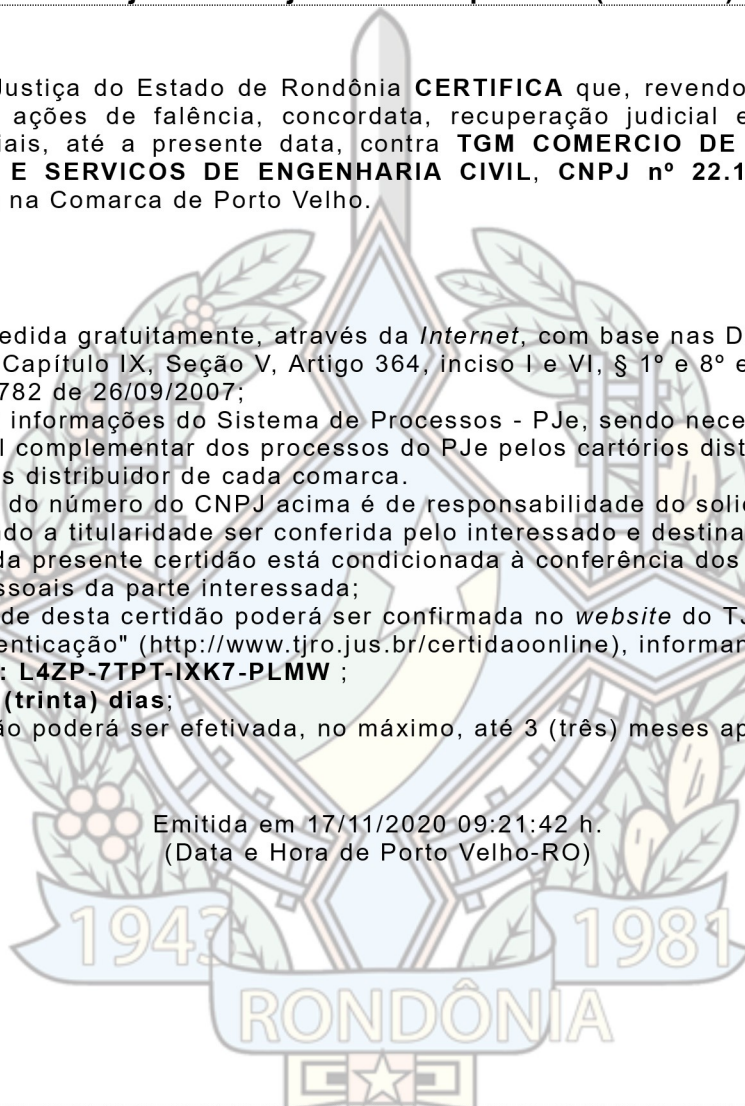 Justiça do Estado de Rondônia CERTIFICA que, revendo
ações de falência, concordata, recuperação judicial e
iais, até a presente data, contra TGM COMERCIO DE
E SERVICOS DE ENGENHARIA CIVIL, CNPJ nº 22.1
na Comarca de Porto Velho.
edida gratuitamente, através da Internet, com base nas D
Capítulo IX, Seção V, Artigo 364, inciso I e VI, § 1º e 8º e
782 de 26/09/2007;
informações do Sistema de Processos - PJe, sendo nece
l complementar dos processos do PJe pelos cartórios dist
s distribuidor de cada comarca.
do número do CNPJ acima é de responsabilidade do soli
ndo a titularidade ser conferida pelo interessado e destina
da presente certidão está condicionada à conferência dos
ssoais da parte interessada;
de desta certidão poderá ser confirmada no website do TJ
enticação" (http://www.tjro.jus.br/certidaoonline), informan
: L4ZP-7TPT-IXK7-PLMW ;
(trinta) dias;
ão poderá ser efetivada, no máximo, até 3 (três) meses ap
Emitida em 17/11/2020 09:21:42 h.
(Data e Hora de Porto Velho-RO)
1943 1981
RONDÔNIA